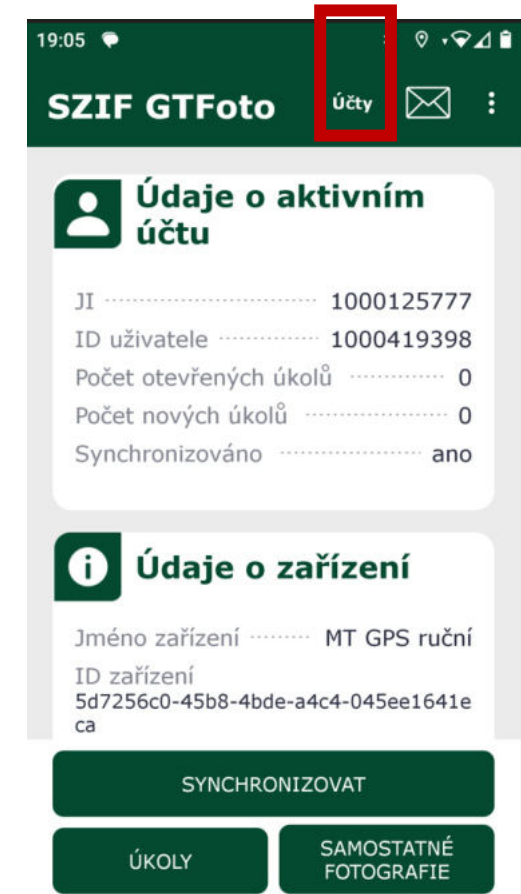 19:05
SZIF GTFoto Účty
Údaje o aktivním
účtu
JI 1000125777
ID uživatele 1000419398
Počet otevřených úkolů 0
Počet nových úkolů 0
Synchronizováno ano
Údaje o zařízení
Jméno zařízení MT GPS ruční
ID zařízení
5d7256c0-45b8-4bde-a4c4-045ee1641e
ca
SYNCHRONIZOVAT
ÚKOLY
SAMOSTATNÉ
FOTOGRAFIE